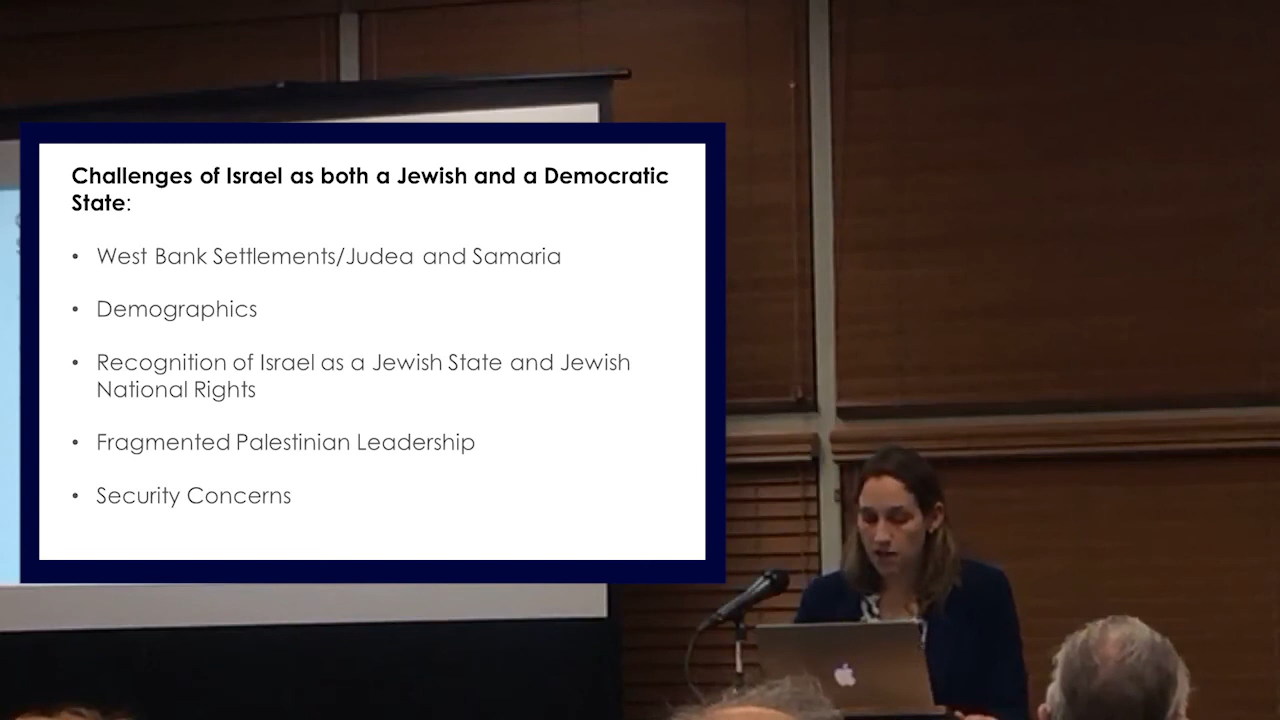 Challenges of Israel as both a Jewish and a Democratic
State:
• West Bank Settlements/Judea and Samaria
• Demographics
• Recognition of Israel as a Jewish State and Jewish
National Rights
• Fragmented Palestinian Leadership
• Security Concerns